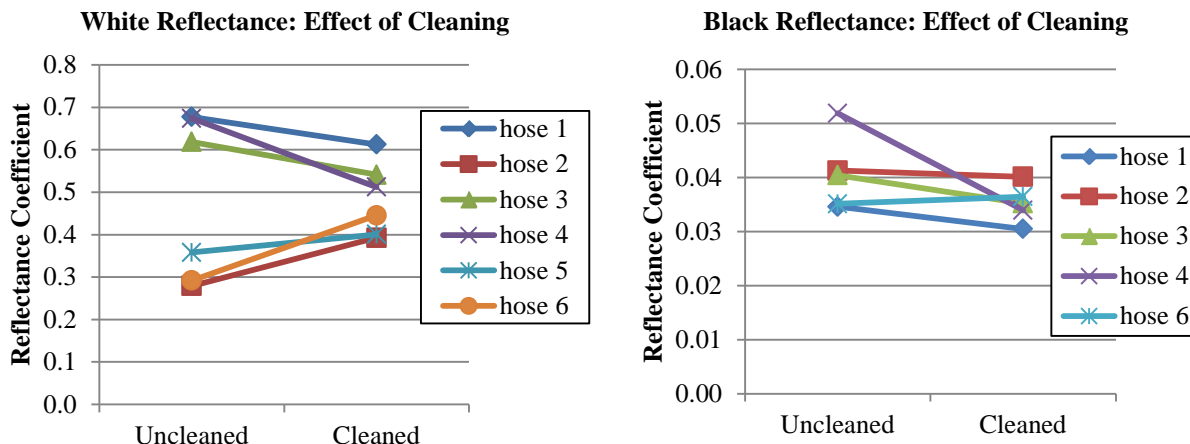 White Reflectance: Effect of Cleaning
Reflectance Coefficient
0.8
0.7
0.6
0.5
0.4
0.3
0.2
0.1
0.0
Uncleaned
Cleaned
hose 1
hose 2
hose 3
hose 4
hose 5
hose 6
Black Reflectance: Effect of Cleaning
Reflectance Coefficient
0.06
0.05
0.04
0.03
0.02
0.01
0.00
Uncleaned
Cleaned
hose 1
hose 2
hose 3
hose 4
hose 6